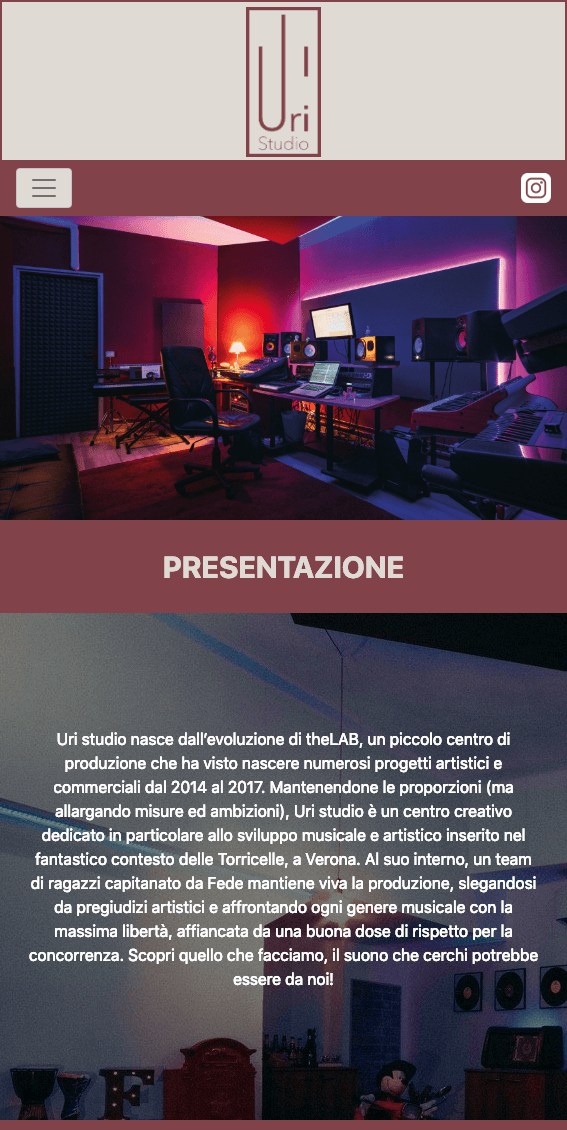 Uri
Studio
PRESENTAZIONE
Uri studio nasce dall’evoluzione di theLAB, un piccolo centro di
produzione che ha visto nascere numerosi progetti artistici e
commerciali dal 2014 al 2017. Mantenendone le proporzioni (ma
allargando misure ed ambizioni), Uri studio è un centro creativo
dedicato in particolare allo sviluppo musicale e artistico inserito nel
fantastico contesto delle Torricelle, a Verona. Al suo interno, un team
di ragazzi capitanato da Fede mantiene viva la produzione, slegandosi
da pregiudizi artistici e affrontando ogni genere musicale con la
massima libertà, affiancata da una buona dose di rispetto per la
concorrenza. Scopri quello che facciamo, il suono che cerchi potrebbe
essere da noi!
F